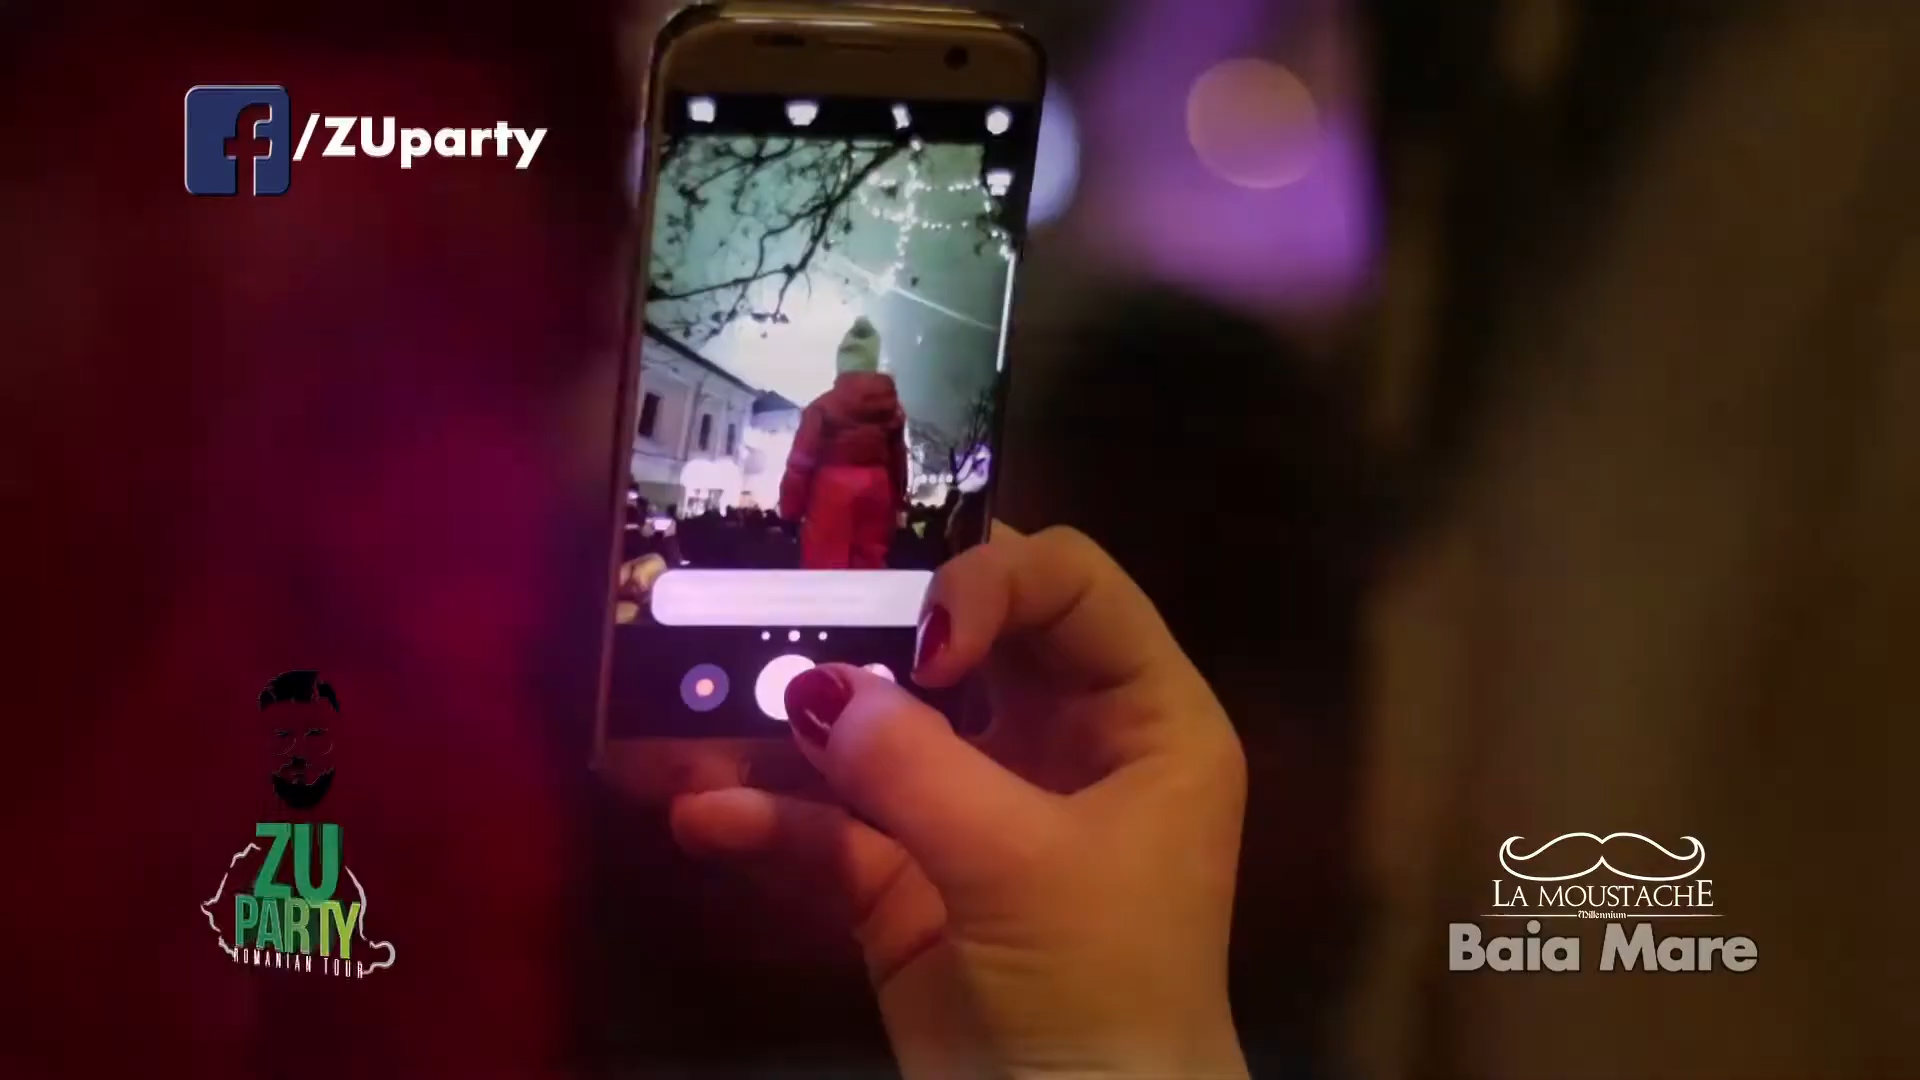 f/ZUparty
ZU
PARTY
ROMANIAN TOUR
LA MOUSTACHE
Millennium
Baia Mare